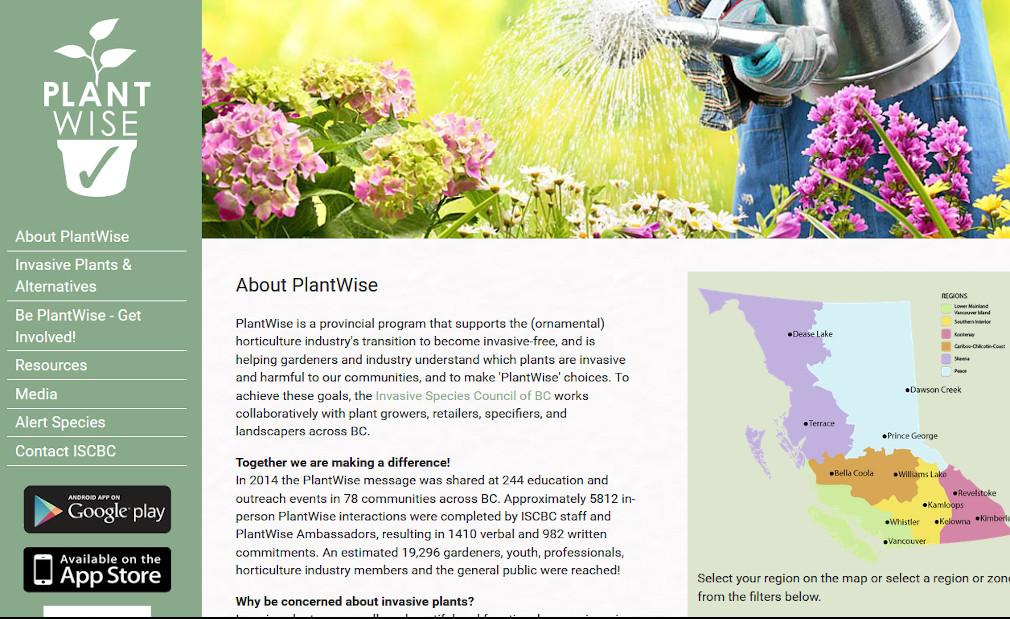 PLANT
WISE
About PlantWise
Invasive Plants &
Alternatives
Be PlantWise - Get
Involved!
Resources
Media
Alert Species
Contact ISCBC
ANDROID APP ON
Google play
Available on the
App Store
About PlantWise
PlantWise is a provincial program that supports the (ornamental)
horticulture industry's transition to become invasive-free, and is
helping gardeners and industry understand which plants are invasive
and harmful to our communities, and to make 'PlantWise' choices. To
achieve these goals, the Invasive Species Council of BC works
collaboratively with plant growers, retailers, specifiers, and
landscapers across BC.
Together we are making a difference!
In 2014 the PlantWise message was shared at 244 education and
outreach events in 78 communities across BC. Approximately 5812 in-
person PlantWise interactions were completed by ISCBC staff and
PlantWise Ambassadors, resulting in 1410 verbal and 982 written
commitments. An estimated 19,296 gardeners, youth, professionals,
horticulture industry members and the general public were reached!
Why be concerned about invasive plants?
REGIONS
Lower Mainland
Vancouver Island
Southern Interior
Kootenay
Cariboo-Chilcotin-Coast
Skeena
Peace
Dease Lake
Dawson Creek
Terrace
Prince George
Bella Coola
Williams Lake
Revelstoke
Kamloops
Whistler
Kelowna
Kimberle
Vancouver
Select your region on the map or select a region or zon
from the filters below.